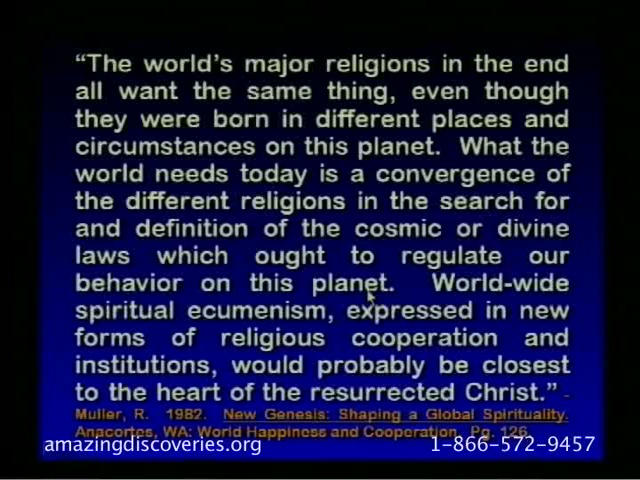 “The world’s major religions in the end
all want the same thing, even though
they were born in different places and
circumstances on this planet. What the
world needs today is a convergence of
the different religions in the search for
and definition of the cosmic or divine
laws which ought to regulate our
behavior on this planet. World-wide
spiritual ecumenism, expressed in new
forms of religious cooperation and
institutions, would probably be closest
to the heart of the resurrected Christ.” -
Muller, R. 1982. New Genesis: Shaping a Global Spirituality.
Anacortes, WA: World Happiness and Cooperation. Pg. 126.
amazingdiscoveries.org 1-866-572-9457